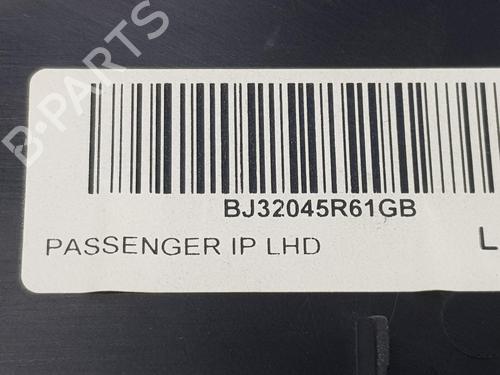 B-PARTS
BJ32045R61GB
PASSENGER IP LHD L